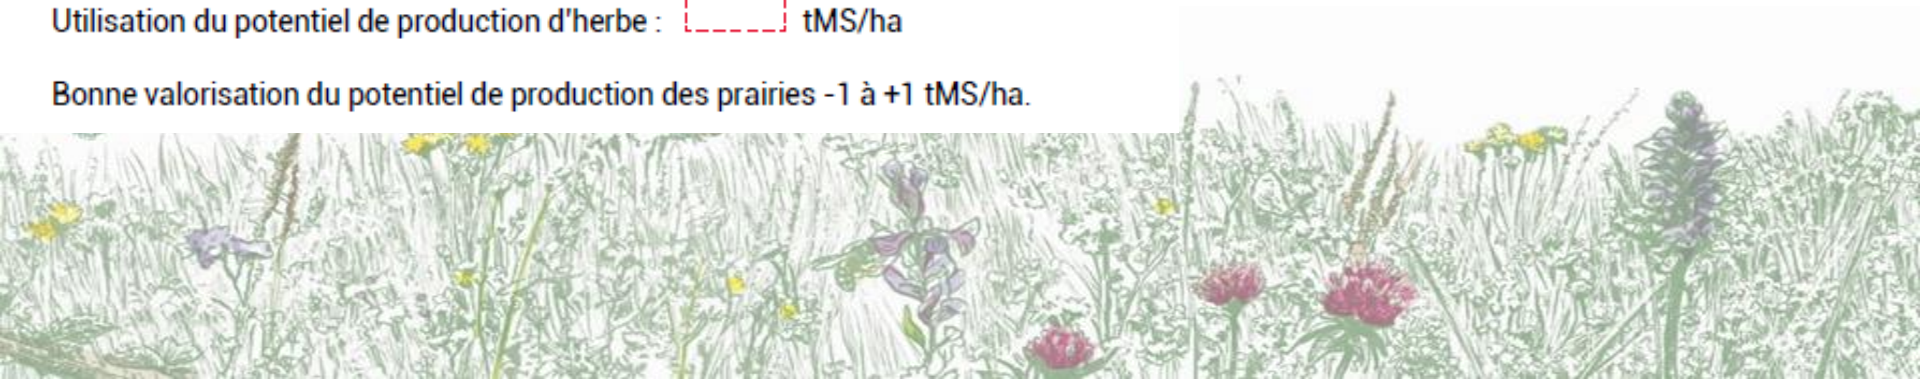 Utilisation du potentiel de production d'herbe : tMS/ha
Bonne valorisation du potentiel de production des prairies -1 à +1 tMS/ha.